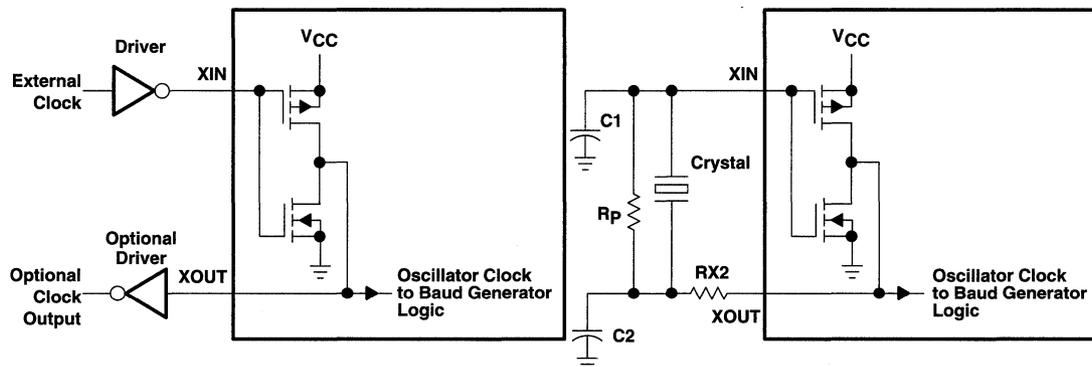 Driver
External
Clock
XIN
VCC
Optional
Driver
Optional
Clock
Output
XOUT
Oscillator Clock
to Baud Generator
Logic
C1
XIN
VCC
Crystal
RP
RX2
XOUT
C2
Oscillator Clock
to Baud Generator
Logic